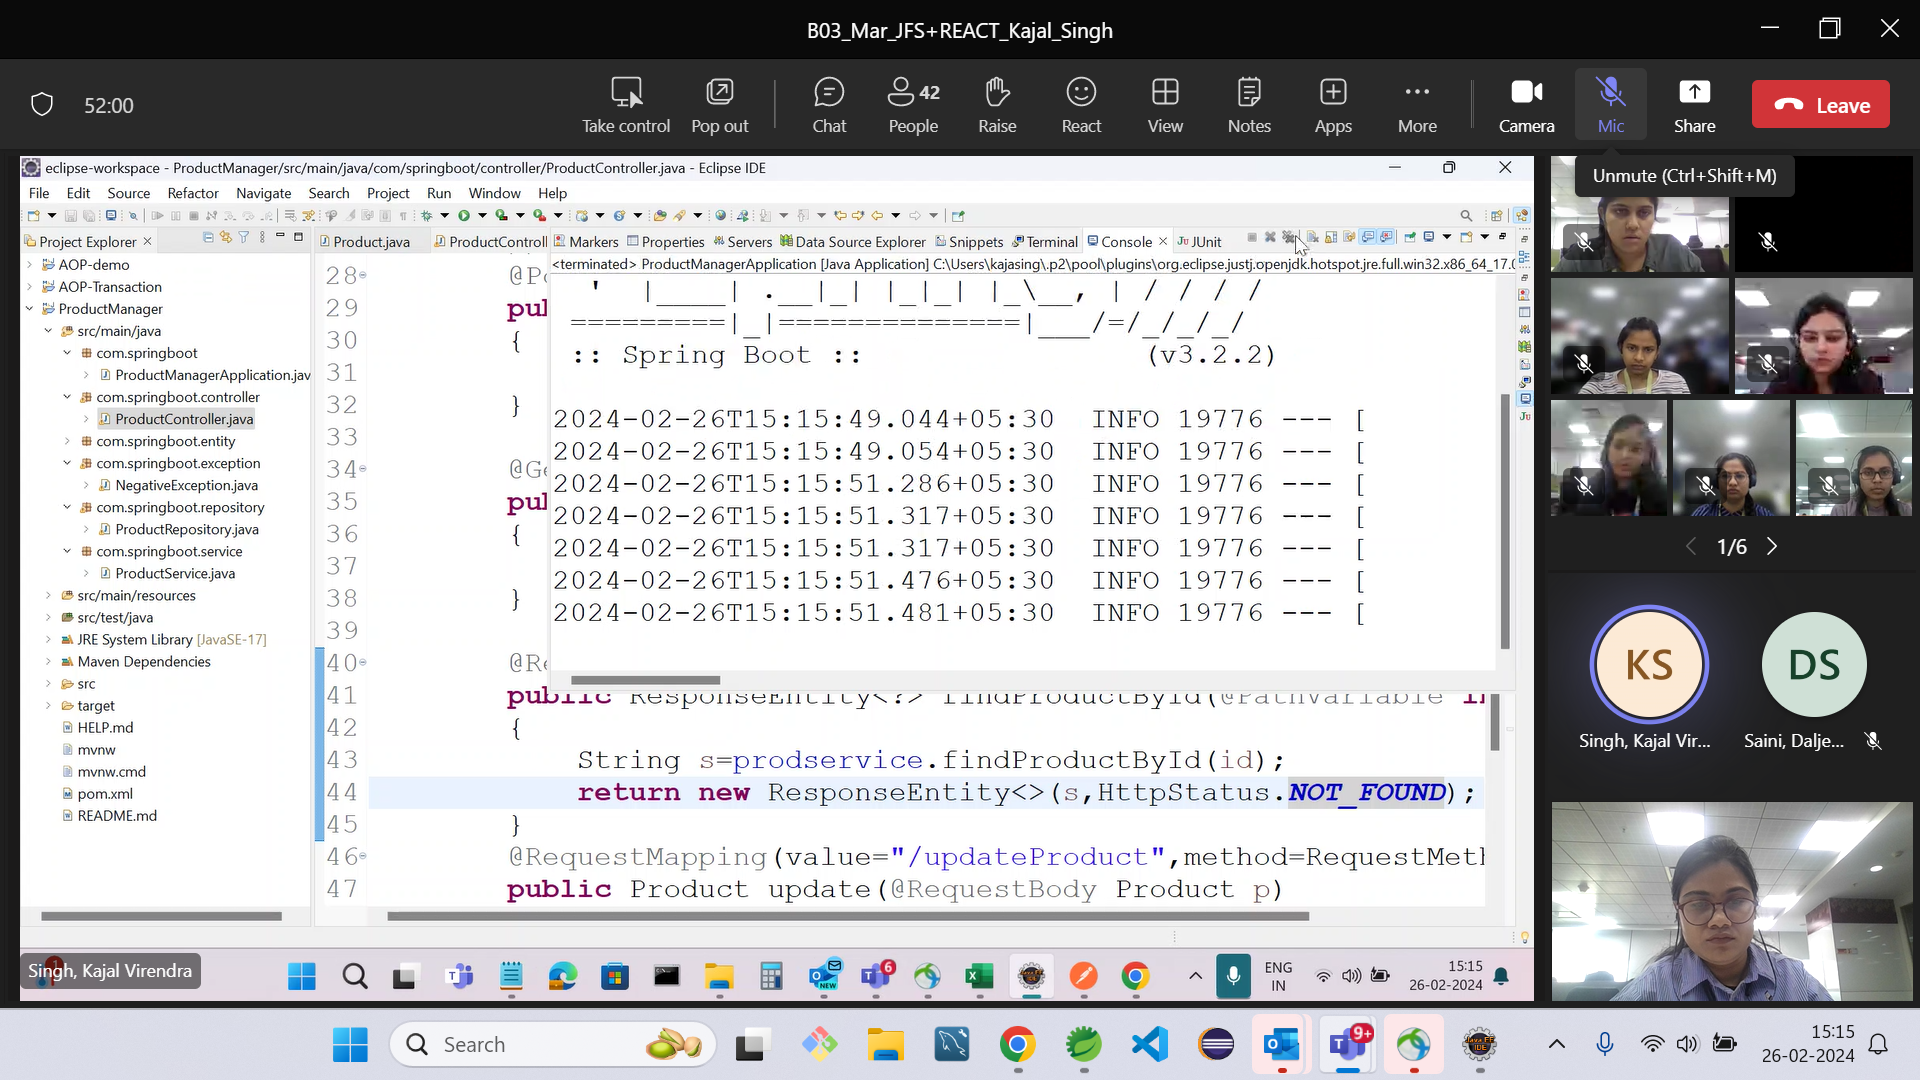 B03_Mar_JFS+REACT_Kajal_Singh
52:00
Take control
Pop out
Chat
42
People
Raise
React
View
Notes
Apps
More
Camera
Mic
Share
Leave
Unmute (Ctrl+Shift+M)
eclipse-workspace - ProductManager/src/main/java/com/springboot/controller/ProductController.java - Eclipse IDE
File Edit Source Refactor Navigate Search Project Run Window Help
Project Explorer
AOP-demo
AOP-Transaction
ProductManager
src/main/java
com.springboot
ProductManagerApplication.jav
com.springboot.controller
ProductController.java
com.springboot.entity
com.springboot.exception
NegativeException.java
com.springboot.repository
ProductRepository.java
com.springboot.service
ProductService.java
src/main/resources
src/test/java
JRE System Library [JavaSE-17]
Maven Dependencies
src
target
HELP.md
mvnw
mvnw.cmd
pom.xml
README.md
Product.java
ProductControll
Markers
Properties
Servers
Data Source Explorer
Snippets
Terminal
Console
JUnit
<terminated> ProductManagerApplication [Java Application] C:\Users\kajasing\.p2\pool\plugins\org.eclipse.justj.openjdk.hotspot.jre.full.win32.x86_64_17.0
' |____| .__|_| |_|_| |_\__, | / / / /
=========|_|==============|___/=/_/_/_/
:: Spring Boot :: (v3.2.2)
2024-02-26T15:15:49.044+05:30 INFO 19776 --- [
2024-02-26T15:15:49.054+05:30 INFO 19776 --- [
2024-02-26T15:15:51.286+05:30 INFO 19776 --- [
2024-02-26T15:15:51.317+05:30 INFO 19776 --- [
2024-02-26T15:15:51.317+05:30 INFO 19776 --- [
2024-02-26T15:15:51.476+05:30 INFO 19776 --- [
2024-02-26T15:15:51.481+05:30 INFO 19776 --- [
28 @Po
29 pub
30 {
31
32 }
33
34 @Ge
35 pub
36 {
37
38 }
39
40 @Re
41 public ResponseEntity<?> findProductById(@PathVariable in
42 {
43 String s=prodservice.findProductById(id);
44 return new ResponseEntity<>(s,HttpStatus.NOT_FOUND);
45 }
46 @RequestMapping(value="/updateProduct",method=RequestMeth
47 public Product update(@RequestBody Product p)
1/6
KS
Singh, Kajal Vir...
DS
Saini, Dalje...
Singh, Kajal Virendra
NEW
6
ENG
IN
15:15
26-02-2024
Search
9+
15:15
26-02-2024